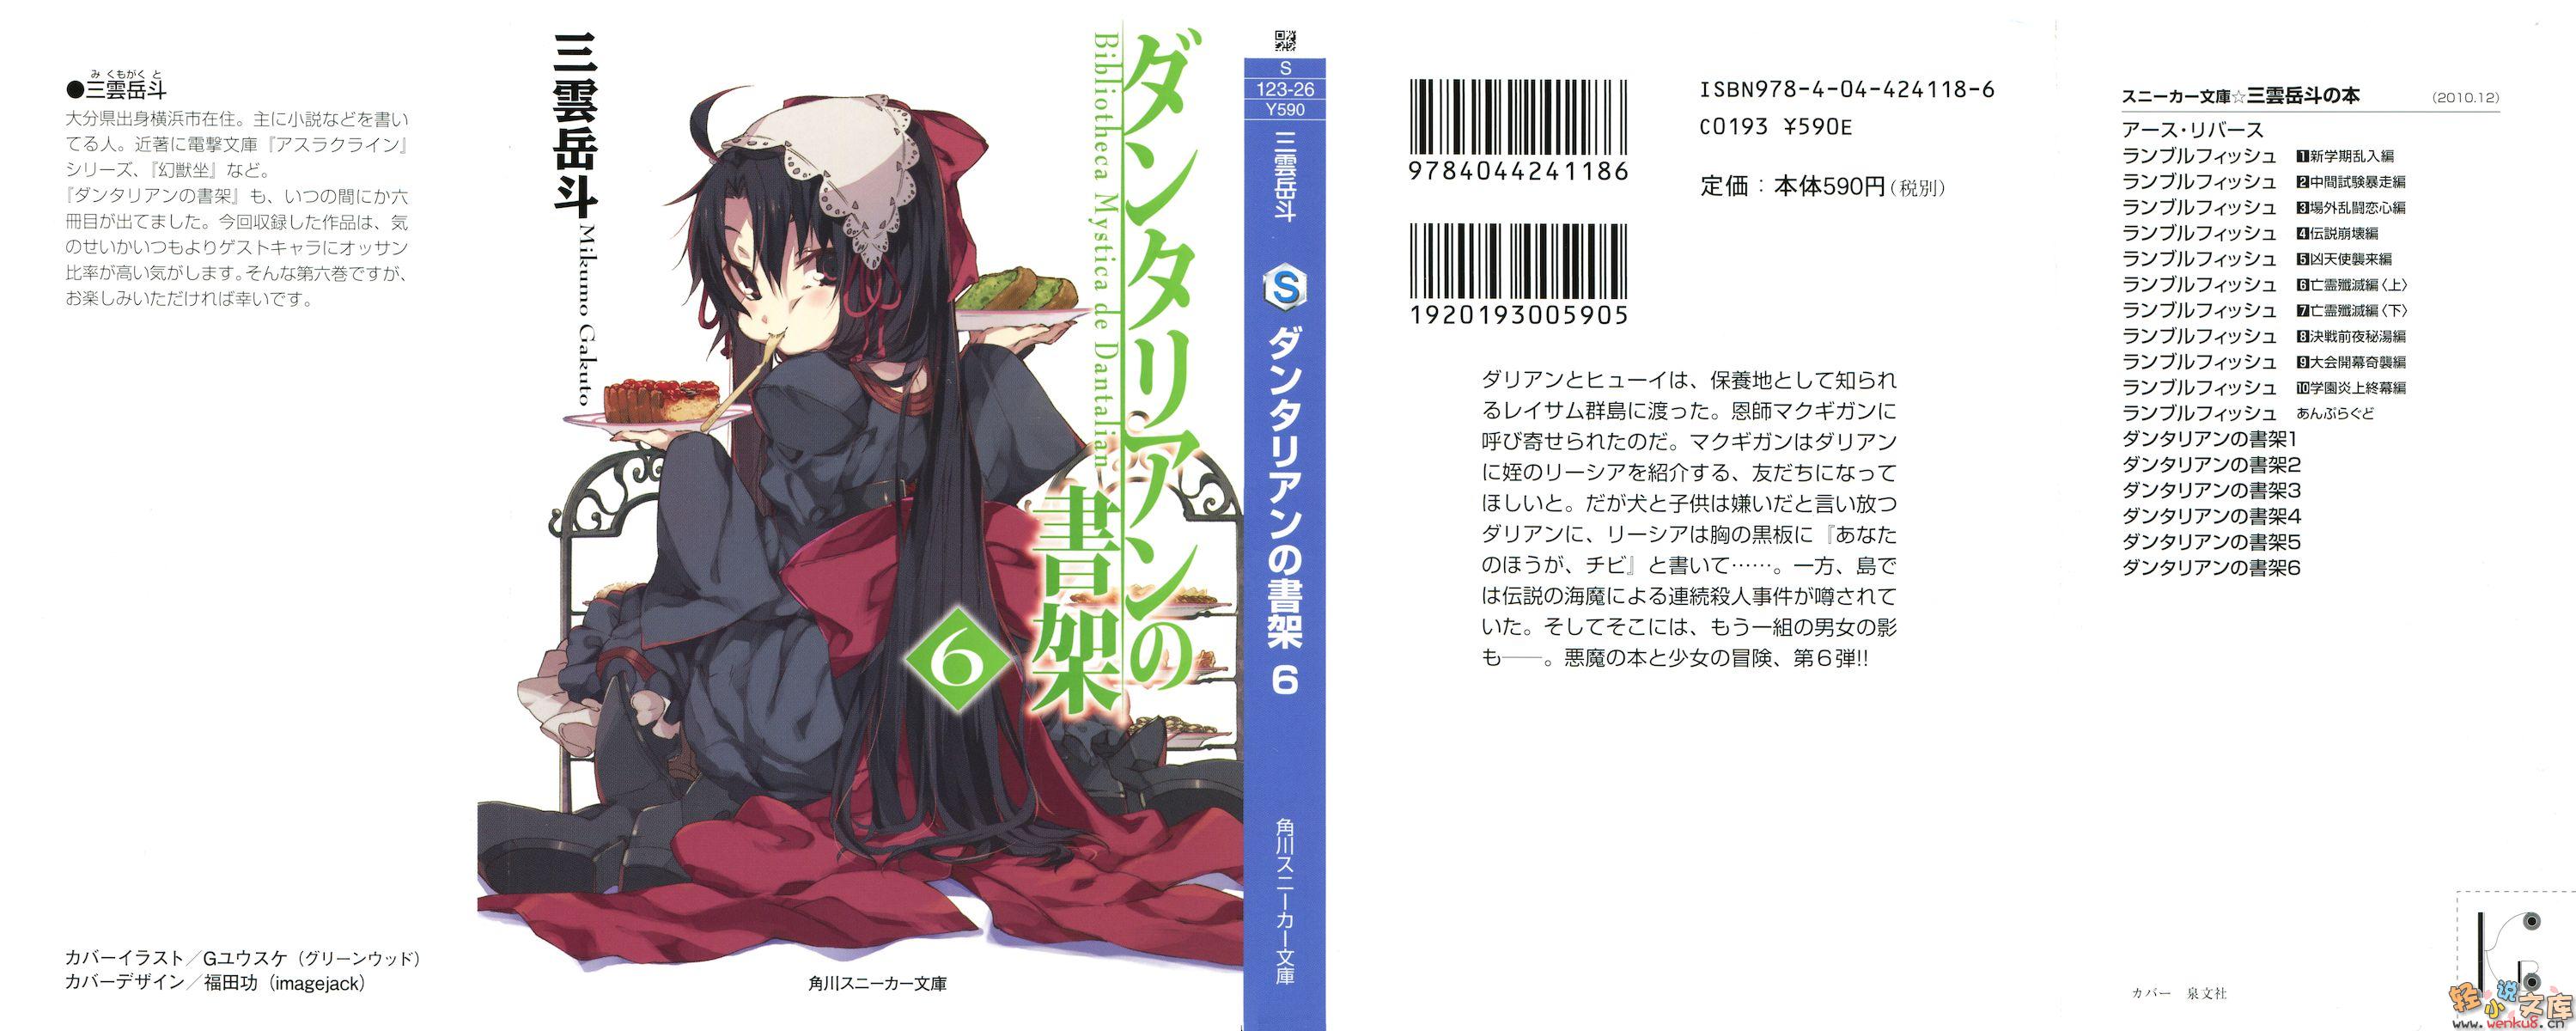 みくもがくと
●三雲岳斗
大分県出身横浜市在住。主に小説などを書い
てる人。近著に電撃文庫『アスラクライン』
シリーズ、『幻獣坐』など。
『ダンタリアンの書架』も、いつの間にか六
冊目が出てました。今回収録した作品は、気
のせいかいつもよりゲストキャラにオッサン
比率が高い気がします。そんな第六巻ですが、
お楽しみいただければ幸いです。
カバーイラスト／Gユウスケ（グリーンウッド）
カバーデザイン／福田功（imagejack）
三雲岳斗
Mikumo Gakuto
ダンタリアンの
書架
Bibliotheca Mystica de Dantalian
6
角川スニーカー文庫
S
123-26
Y590
三雲岳斗
S
ダンタリアンの書架 6
角川スニーカー文庫
9784044241186
1920193005905
ISBN978-4-04-424118-6
C0193 ¥590E
定価：本体590円（税別）
ダリアンとヒューイは、保養地として知られ
るレイサム群島に渡った。恩師マクギガンに
呼び寄せられたのだ。マクギガンはダリアン
に姪のリーシアを紹介する、友だちになって
ほしいと。だが犬と子供は嫌いだと言い放つ
ダリアンに、リーシアは胸の黒板に『あなた
のほうが、チビ』と書いて……。一方、島で
は伝説の海魔による連続殺人事件が噂されて
いた。そしてそこには、もう一組の男女の影
も――。悪魔の本と少女の冒険、第６弾!!
スニーカー文庫☆三雲岳斗の本 （2010.12）
アース・リバース
ランブルフィッシュ 1新学期乱入編
ランブルフィッシュ 2中間試験暴走編
ランブルフィッシュ 3場外乱闘恋心編
ランブルフィッシュ 4伝説崩壊編
ランブルフィッシュ 5凶天使襲来編
ランブルフィッシュ 6亡霊殲滅編〈上〉
ランブルフィッシュ 7亡霊殲滅編〈下〉
ランブルフィッシュ 8決戦前夜秘湯編
ランブルフィッシュ 9大会開幕奇襲編
ランブルフィッシュ 10学園炎上終幕編
ランブルフィッシュ あんぷらぐど
ダンタリアンの書架1
ダンタリアンの書架2
ダンタリアンの書架3
ダンタリアンの書架4
ダンタリアンの書架5
ダンタリアンの書架6
カバー 泉文社
轻小说文库
www.wenku8.cn